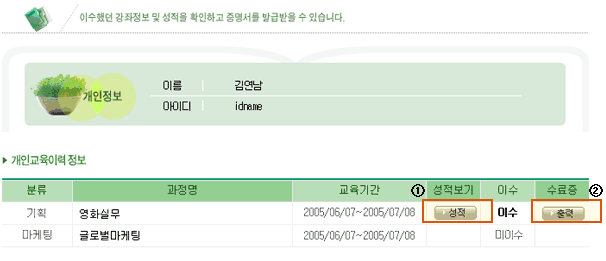 이수했던 강좌정보 및 성적을 확인하고 증명서를 발급받을 수 있습니다.
개인정보
이름 김연남
아이디 idname
개인교육이력 정보
분류 과정명 교육기간 ① 성적보기 이수 수료증 ②
기획 영화실무 2005/06/07~2005/07/08 성적 이수 출력
마케팅 글로벌마케팅 2005/06/07~2005/07/08 미이수